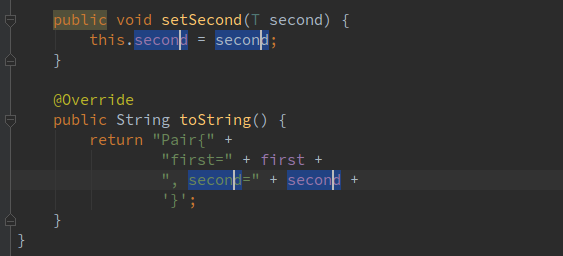 public void setSecond(T second) {
this.second = second;
}
@Override
public String toString() {
return "Pair{" +
"first=" + first +
", second=" + second +
'}';
}
}